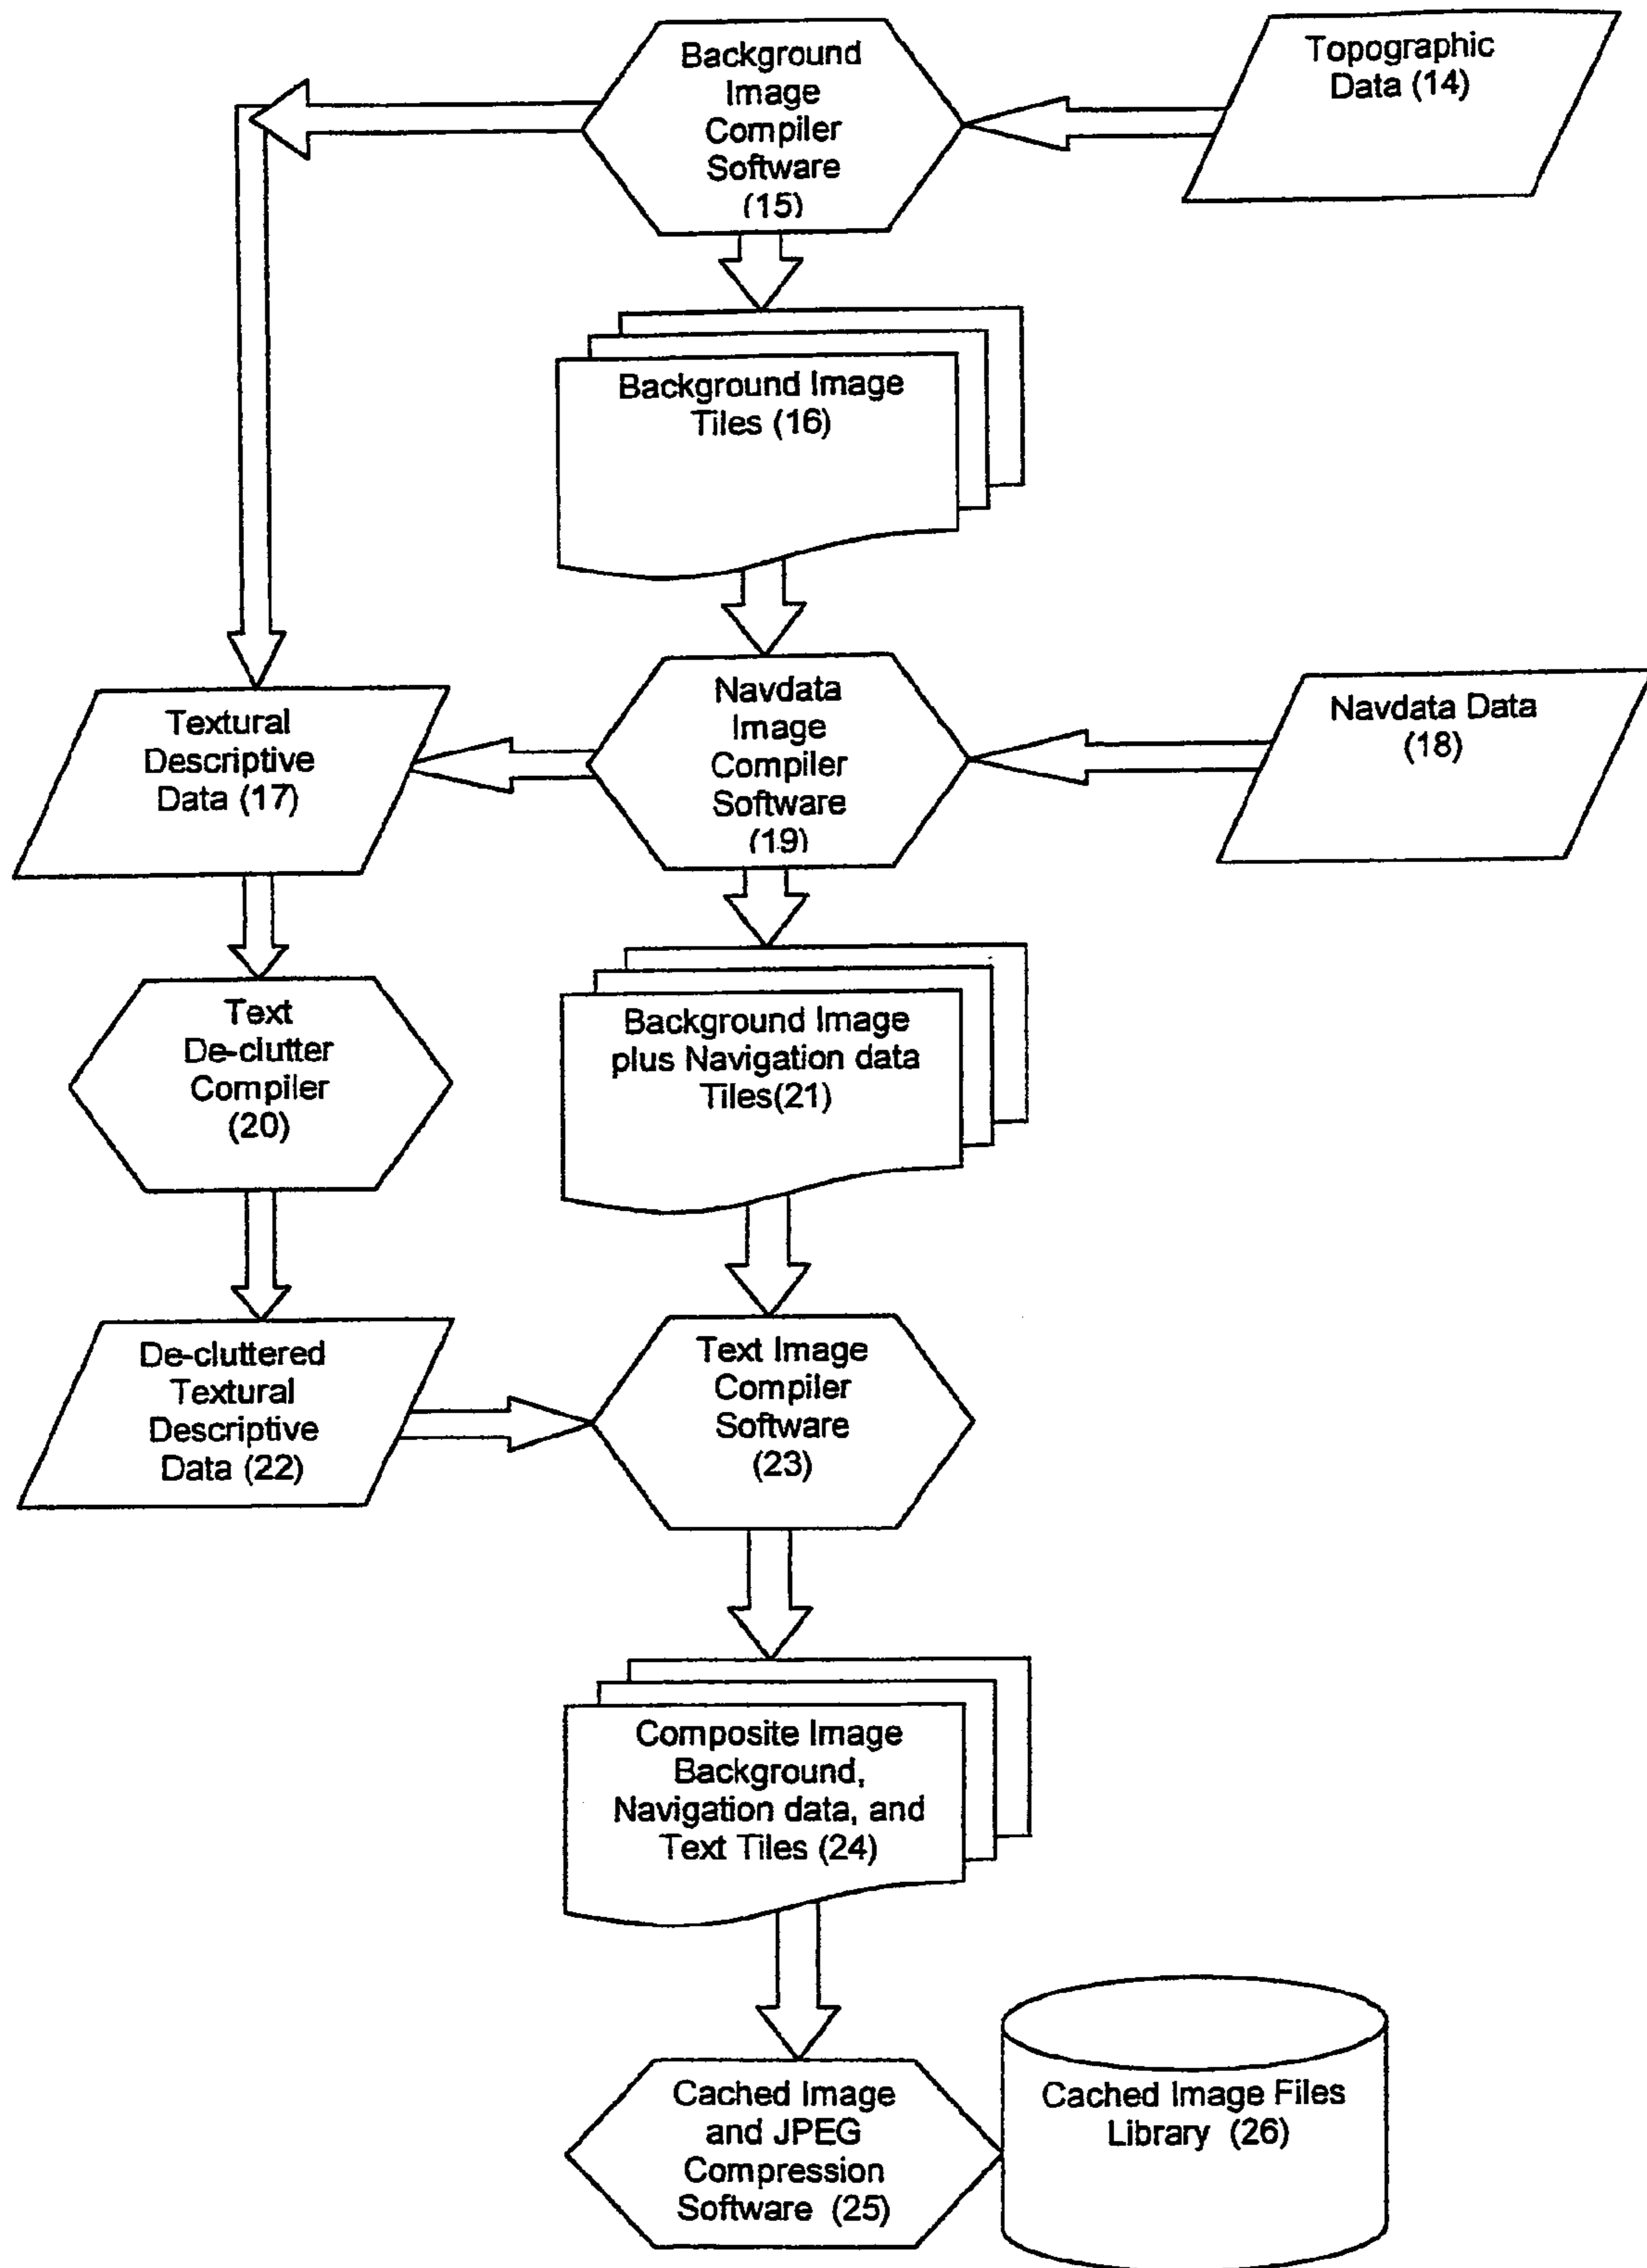 Background
Image
Compiler
Software
(15)
Topographic
Data (14)
Background Image
Tiles (16)
Textural
Descriptive
Data (17)
Navdata
Image
Compiler
Software
(19)
Navdata Data
(18)
Text
De-clutter
Compiler
(20)
Background Image
plus Navigation data
Tiles(21)
De-cluttered
Textural
Descriptive
Data (22)
Text Image
Compiler
Software
(23)
Composite Image
Background,
Navigation data, and
Text Tiles (24)
Cached Image
and JPEG
Compression
Software (25)
Cached Image Files
Library (26)